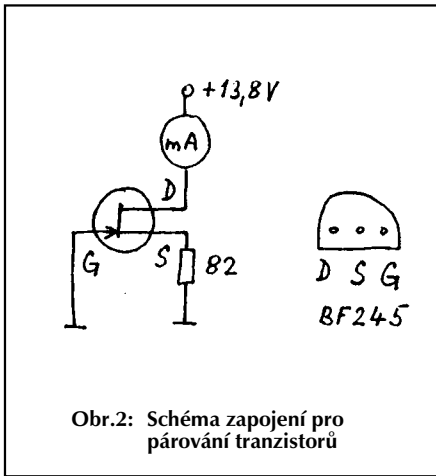 +13,8V
mA
D
G S 82
D S G
BF245
Obr.2: Schéma zapojení pro
párování tranzistorů